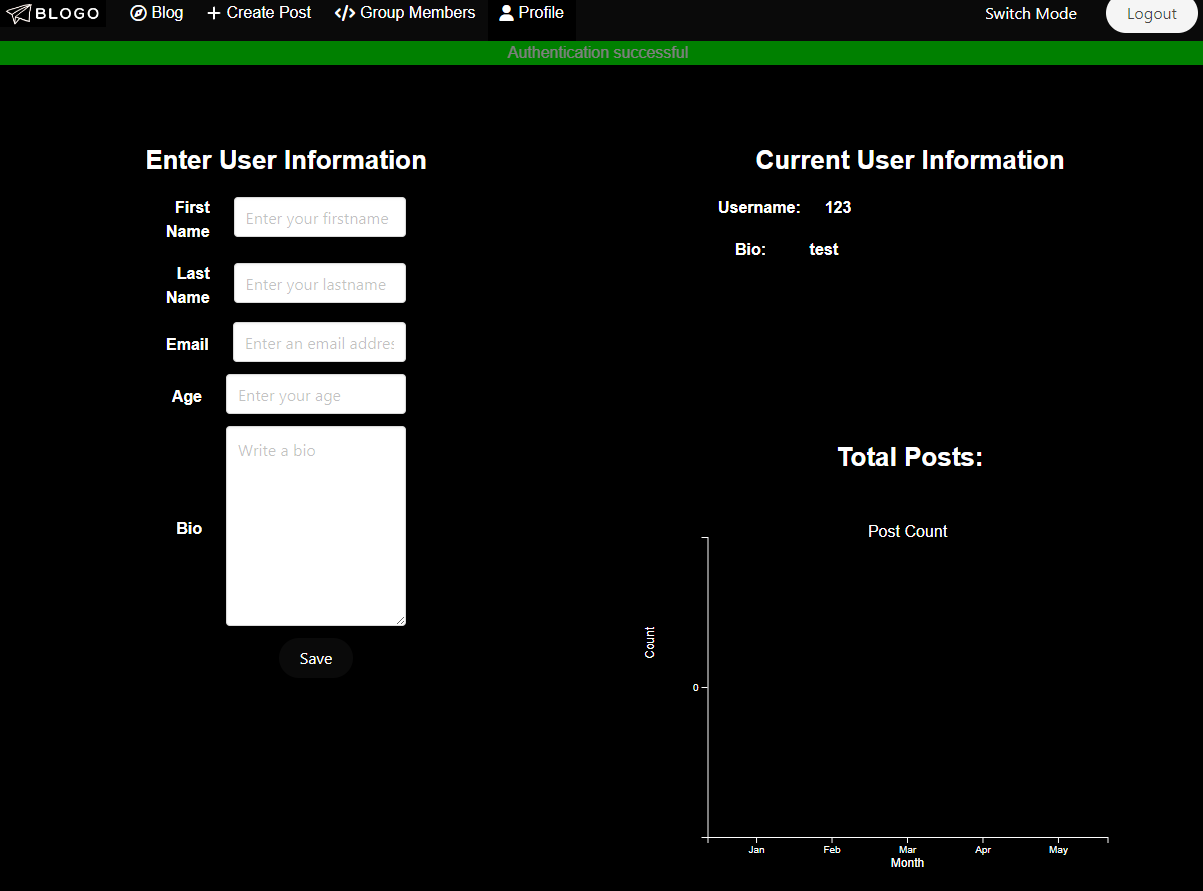 BLOGO Blog Create Post Group Members Profile Switch Mode Logout
Authentication successful
Enter User Information
First
Name
Enter your firstname
Last
Name
Enter your lastname
Email
Enter an email addres
Age
Enter your age
Bio
Write a bio
Save
Current User Information
Username: 123
Bio: test
Total Posts:
Post Count
Count
0
Jan Feb Mar Apr May
Month